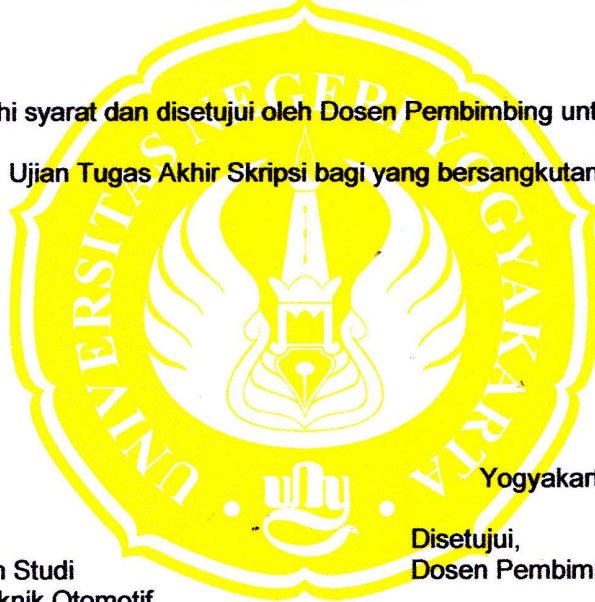 hi syarat dan disetujui oleh Dosen Pembimbing unt
Ujian Tugas Akhir Skripsi bagi yang bersangkutan
UNIVERSITAS NEGERI YOGYAKARTA
uny
Yogyakart
Disetujui,
n Studi
Dosen Pembim
knik Otomotif